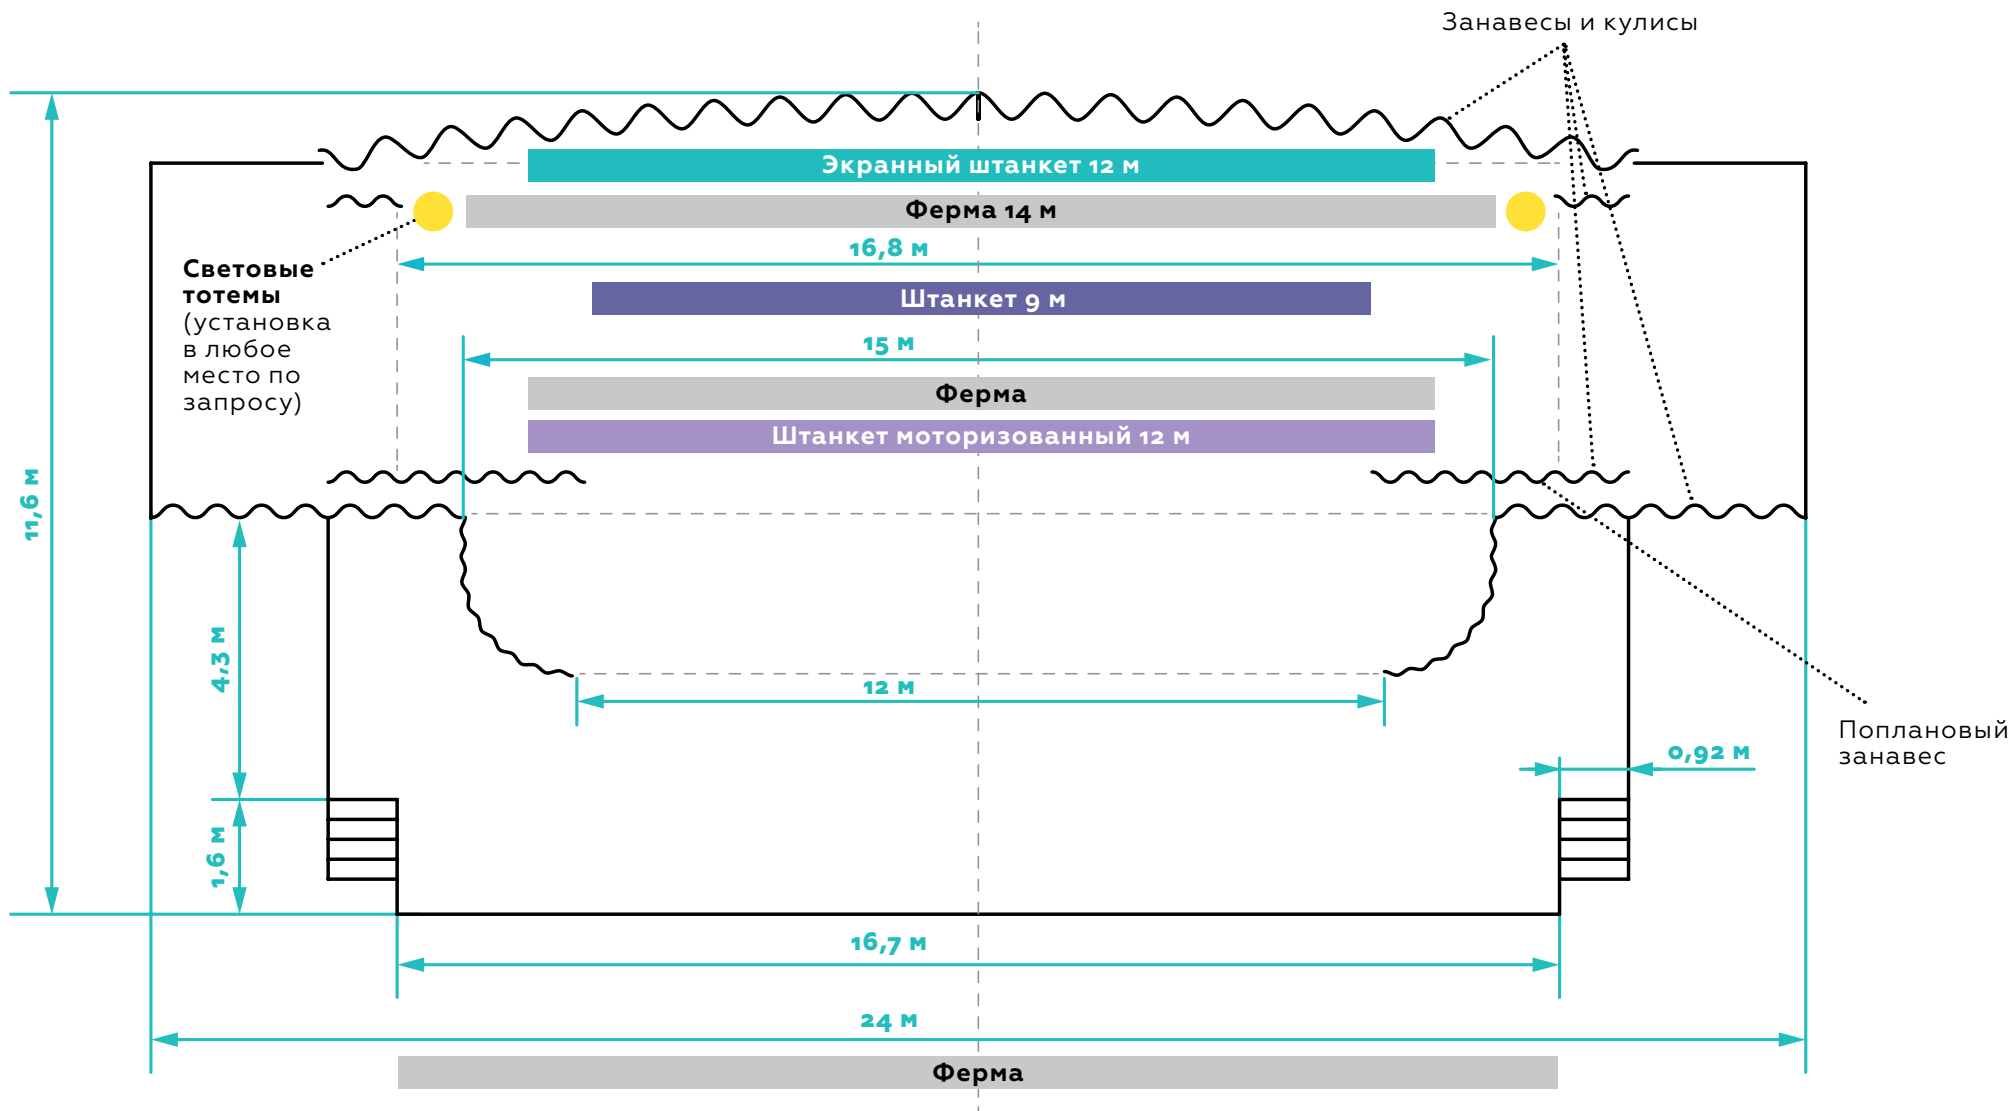 Занавесы и кулисы
Экранный штанкет 12 м
Ферма 14 м
16,8 м
Световые
тотемы
(установка
в любое
место по
запросу)
Штанкет 9 м
15 м
Ферма
Штанкет моторизованный 12 м
11,6 м
4,3 м
12 м
Поплановый
занавес
0,92 м
1,6 м
16,7 м
24 м
Ферма